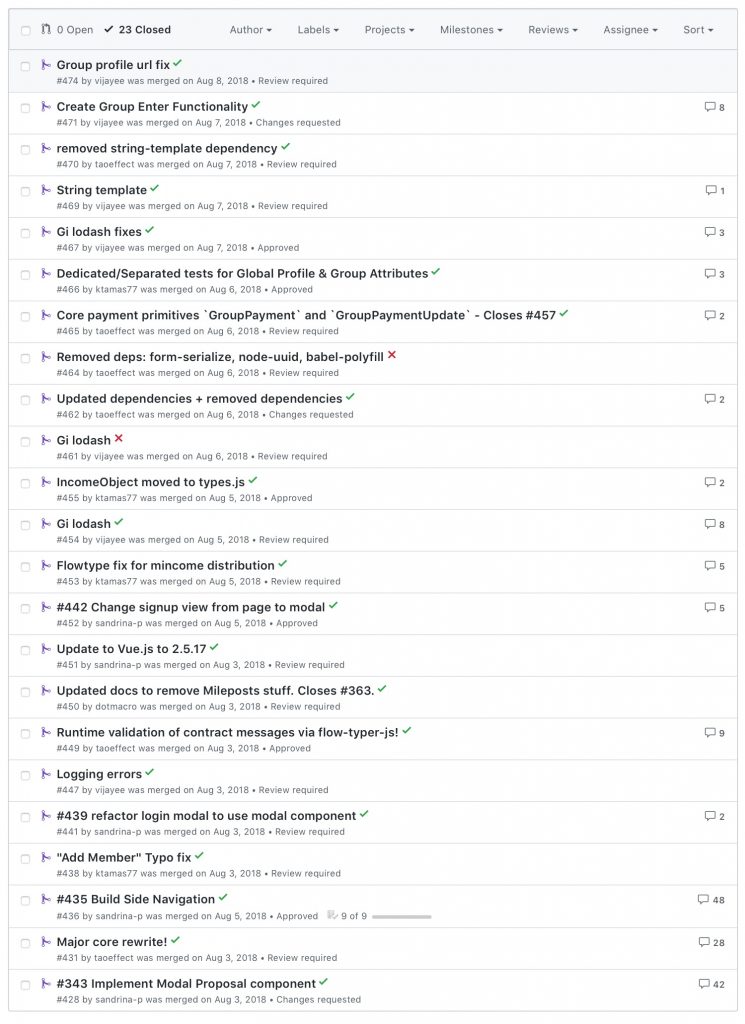 0 Open 23 Closed Author Labels Projects Milestones Reviews Assignee Sort
Group profile url fix
#474 by vijayee was merged on Aug 8, 2018 • Review required
Create Group Enter Functionality 8
#471 by vijayee was merged on Aug 7, 2018 • Changes requested
removed string-template dependency
#470 by taoeffect was merged on Aug 7, 2018 • Review required
String template 1
#469 by vijayee was merged on Aug 7, 2018 • Review required
Gi lodash fixes 3
#467 by vijayee was merged on Aug 7, 2018 • Approved
Dedicated/Separated tests for Global Profile & Group Attributes 3
#466 by ktamas77 was merged on Aug 6, 2018 • Approved
Core payment primitives `GroupPayment` and `GroupPaymentUpdate` - Closes #457 2
#465 by taoeffect was merged on Aug 6, 2018 • Review required
Removed deps: form-serialize, node-uuid, babel-polyfill
#464 by taoeffect was merged on Aug 6, 2018 • Review required
Updated dependencies + removed dependencies 2
#462 by taoeffect was merged on Aug 6, 2018 • Changes requested
Gi lodash
#461 by vijayee was merged on Aug 6, 2018 • Review required
IncomeObject moved to types.js 2
#455 by ktamas77 was merged on Aug 5, 2018 • Approved
Gi lodash 8
#454 by vijayee was merged on Aug 5, 2018 • Review required
Flowtype fix for mincome distribution 5
#453 by ktamas77 was merged on Aug 5, 2018 • Review required
#442 Change signup view from page to modal 5
#452 by sandrina-p was merged on Aug 5, 2018 • Approved
Update to Vue.js to 2.5.17
#451 by sandrina-p was merged on Aug 3, 2018 • Review required
Updated docs to remove Mileposts stuff. Closes #363.
#450 by dotmacro was merged on Aug 3, 2018 • Review required
Runtime validation of contract messages via flow-typer-js! 9
#449 by taoeffect was merged on Aug 3, 2018 • Approved
Logging errors
#447 by vijayee was merged on Aug 3, 2018 • Review required
#439 refactor login modal to use modal component 2
#441 by sandrina-p was merged on Aug 3, 2018 • Review required
"Add Member" Typo fix
#438 by ktamas77 was merged on Aug 3, 2018 • Review required
#435 Build Side Navigation 48
#436 by sandrina-p was merged on Aug 5, 2018 • Approved 9 of 9
Major core rewrite! 28
#431 by taoeffect was merged on Aug 3, 2018 • Review required
#343 Implement Modal Proposal component 42
#428 by sandrina-p was merged on Aug 3, 2018 • Changes requested